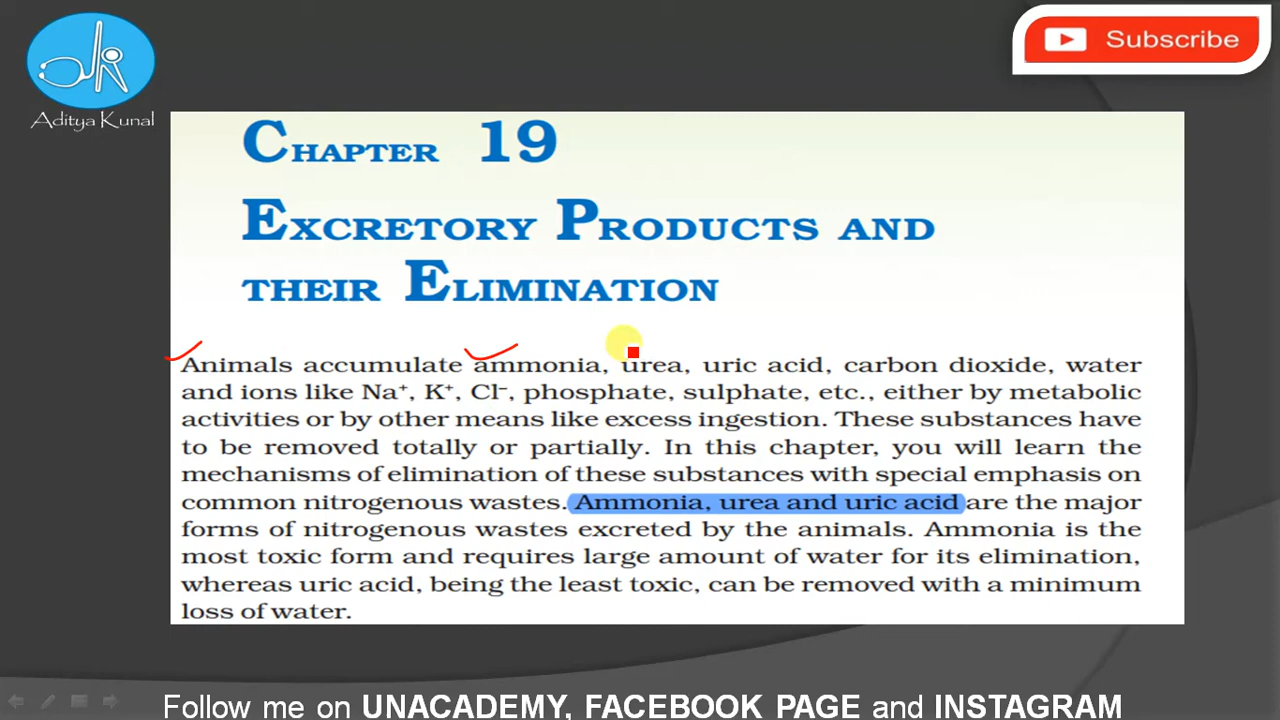 Subscribe
Aditya Kunal
CHAPTER 19
EXCRETORY PRODUCTS AND
THEIR ELIMINATION
Animals accumulate ammonia, urea, uric acid, carbon dioxide, water
and ions like Na⁺, K⁺, Cl⁻, phosphate, sulphate, etc., either by metabolic
activities or by other means like excess ingestion. These substances have
to be removed totally or partially. In this chapter, you will learn the
mechanisms of elimination of these substances with special emphasis on
common nitrogenous wastes. Ammonia, urea and uric acid are the major
forms of nitrogenous wastes excreted by the animals. Ammonia is the
most toxic form and requires large amount of water for its elimination,
whereas uric acid, being the least toxic, can be removed with a minimum
loss of water.
Follow me on UNACADEMY, FACEBOOK PAGE and INSTAGRAM